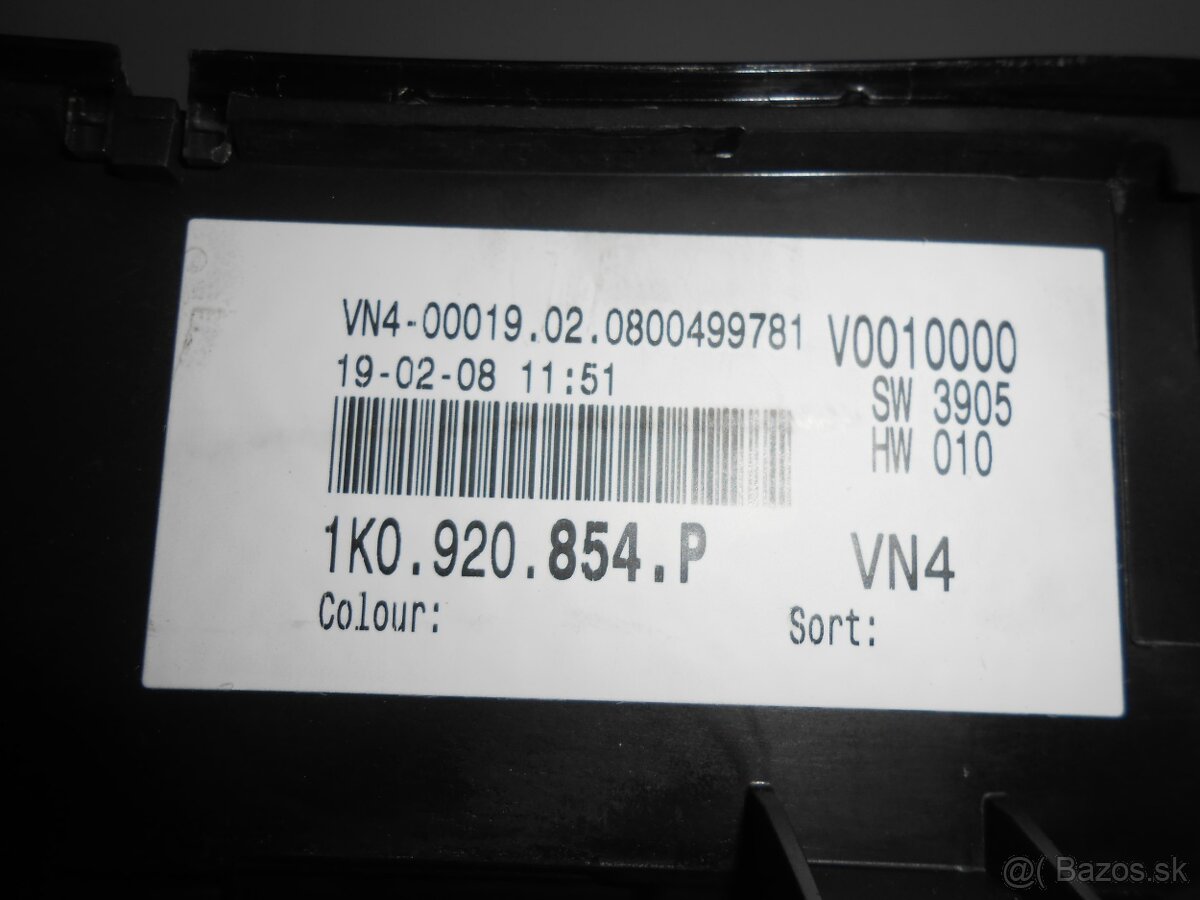 VN4-00019.02.0800499781 V0010000
19-02-08 11:51
SW 3905
HW 010
1K0.920.854.P VN4
Colour: Sort:
@( Bazos.sk